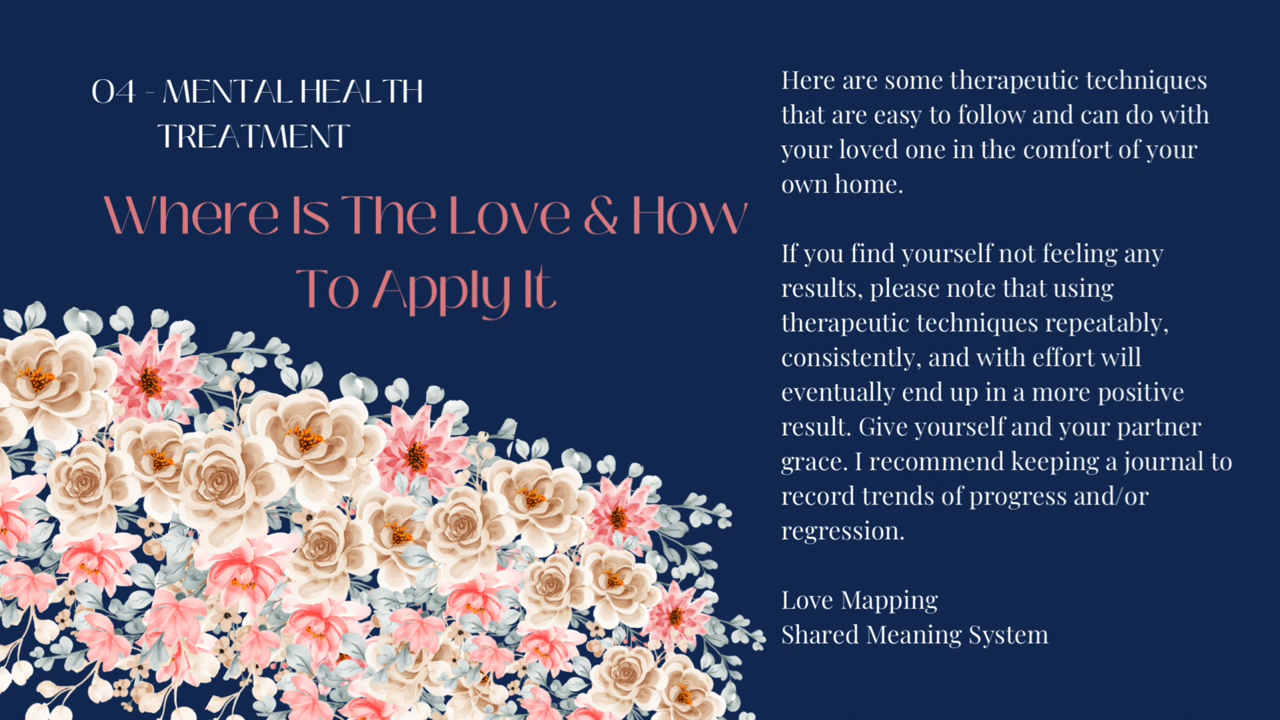 04 - MENTAL HEALTH
TREATMENT
Where Is The Love & How
To Apply It
Here are some therapeutic techniques
that are easy to follow and can do with
your loved one in the comfort of your
own home.
If you find yourself not feeling any
results, please note that using
therapeutic techniques repeatably,
consistently, and with effort will
eventually end up in a more positive
result. Give yourself and your partner
grace. I recommend keeping a journal to
record trends of progress and/or
regression.
Love Mapping
Shared Meaning System